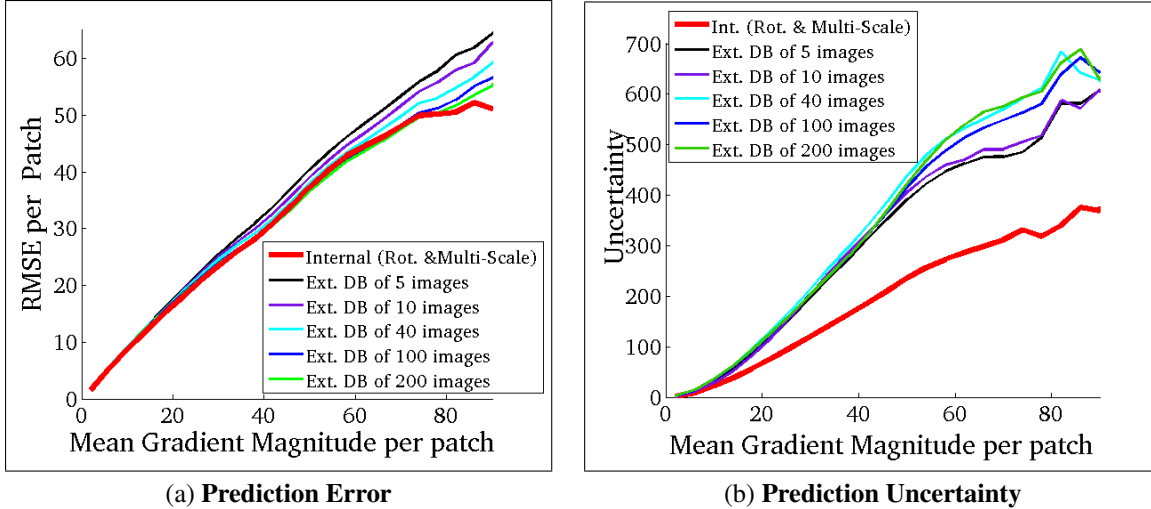 60
50
40
30
20
10
0
RMSE per Patch
Internal (Rot. &Multi-Scale)
Ext. DB of 5 images
Ext. DB of 10 images
Ext. DB of 40 images
Ext. DB of 100 images
Ext. DB of 200 images
0 20 40 60 80
Mean Gradient Magnitude per patch
(a) Prediction Error
Int. (Rot. & Multi-Scale)
Ext. DB of 5 images
Ext. DB of 10 images
Ext. DB of 40 images
Ext. DB of 100 images
Ext. DB of 200 images
700
600
500
400
300
200
100
0
Uncertainty
0 20 40 60 80
Mean Gradient Magnitude per patch
(b) Prediction Uncertainty